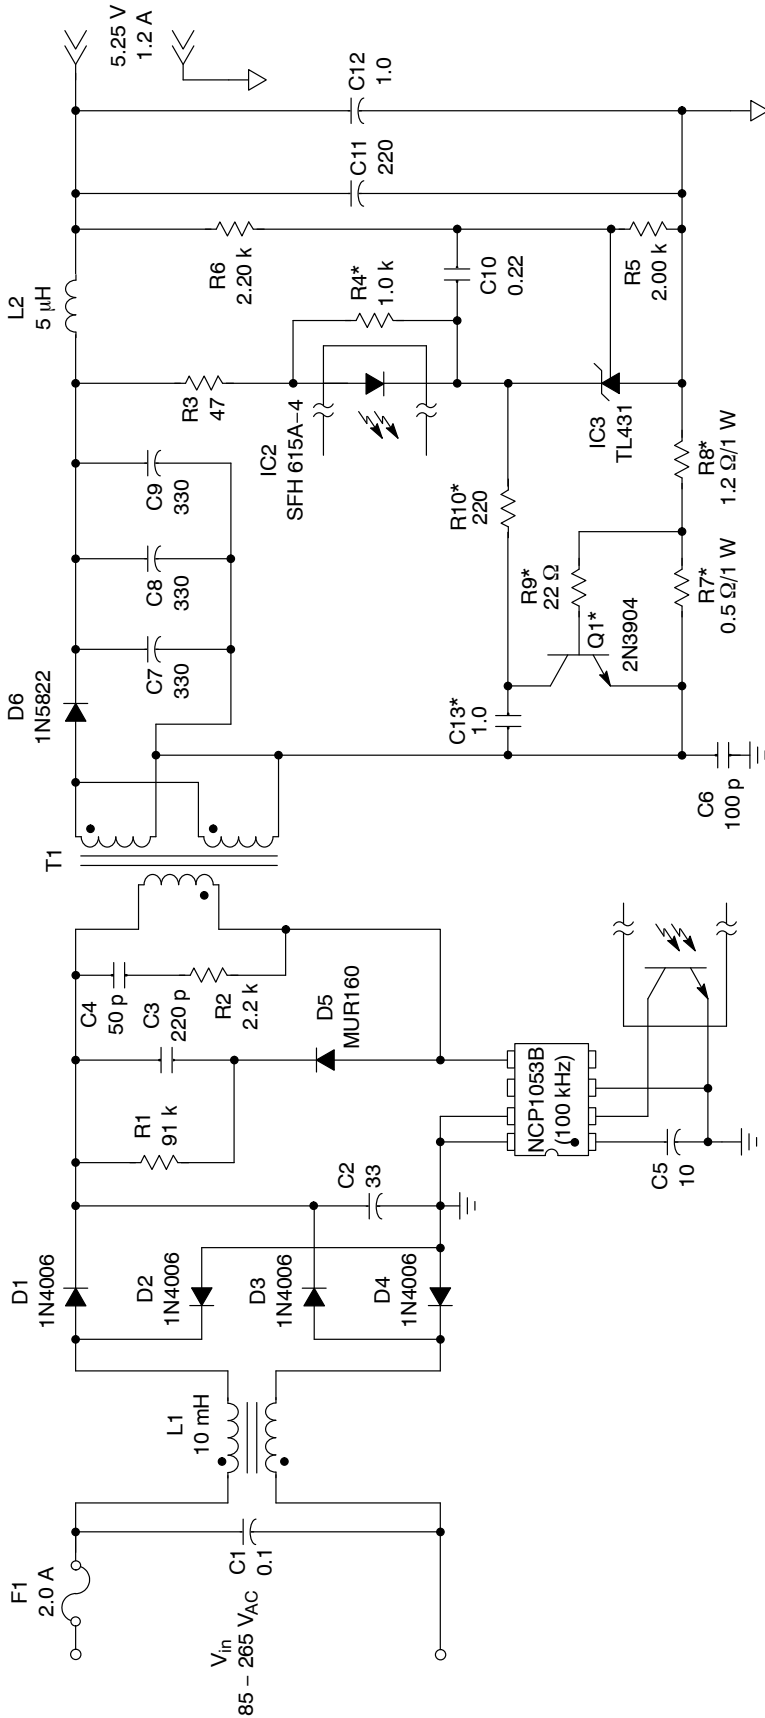 F1
2.0 A
Vin
85 – 265 VAC
C1
0.1
L1
10 mH
D1
1N4006
D2
1N4006
D3
1N4006
D4
1N4006
C2
33
R1
91 k
C4
50 p
C3
220 p
R2
2.2 k
D5
MUR160
NCP1053B
(100 kHz)
C5
10
T1
D6
1N5822
C7
330
C8
330
C9
330
L2
5 µH
R3
47
IC2
SFH 615A–4
R4*
1.0 k
R6
2.20 k
C10
0.22
C11
220
C12
1.0
5.25 V
1.2 A
R10*
220
R9*
22 Ω
Q1*
2N3904
C13*
1.0
IC3
TL431
R5
2.00 k
C6
100 p
R7*
0.5 Ω/1 W
R8*
1.2 Ω/1 W